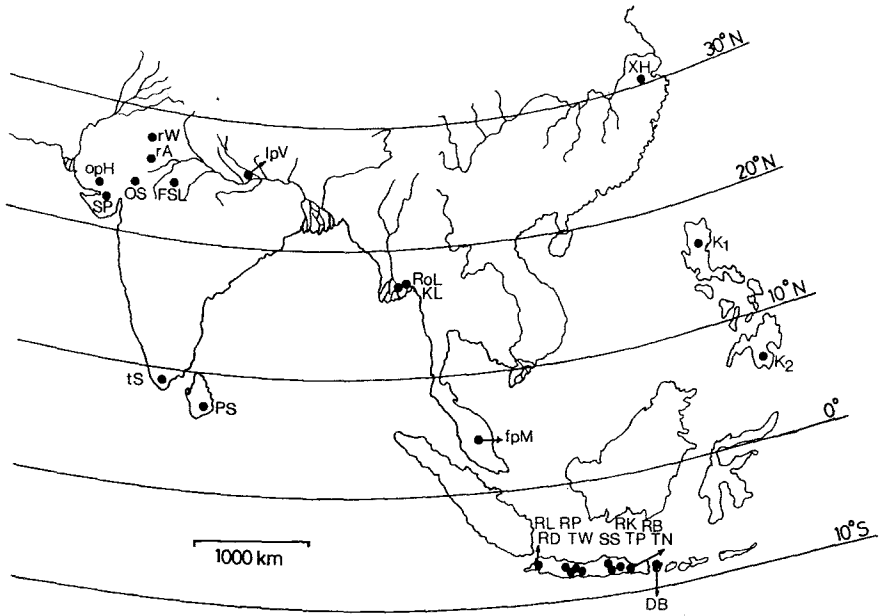 30°N
XH
rW
rA
lpV
opH
OS
FSL
SP
20°N
K1
RoL
KL
10°N
K2
tS
PS
fpM
0°
RL RP RK RB
RD TW SS TP TN
10°S
1000 km
DB